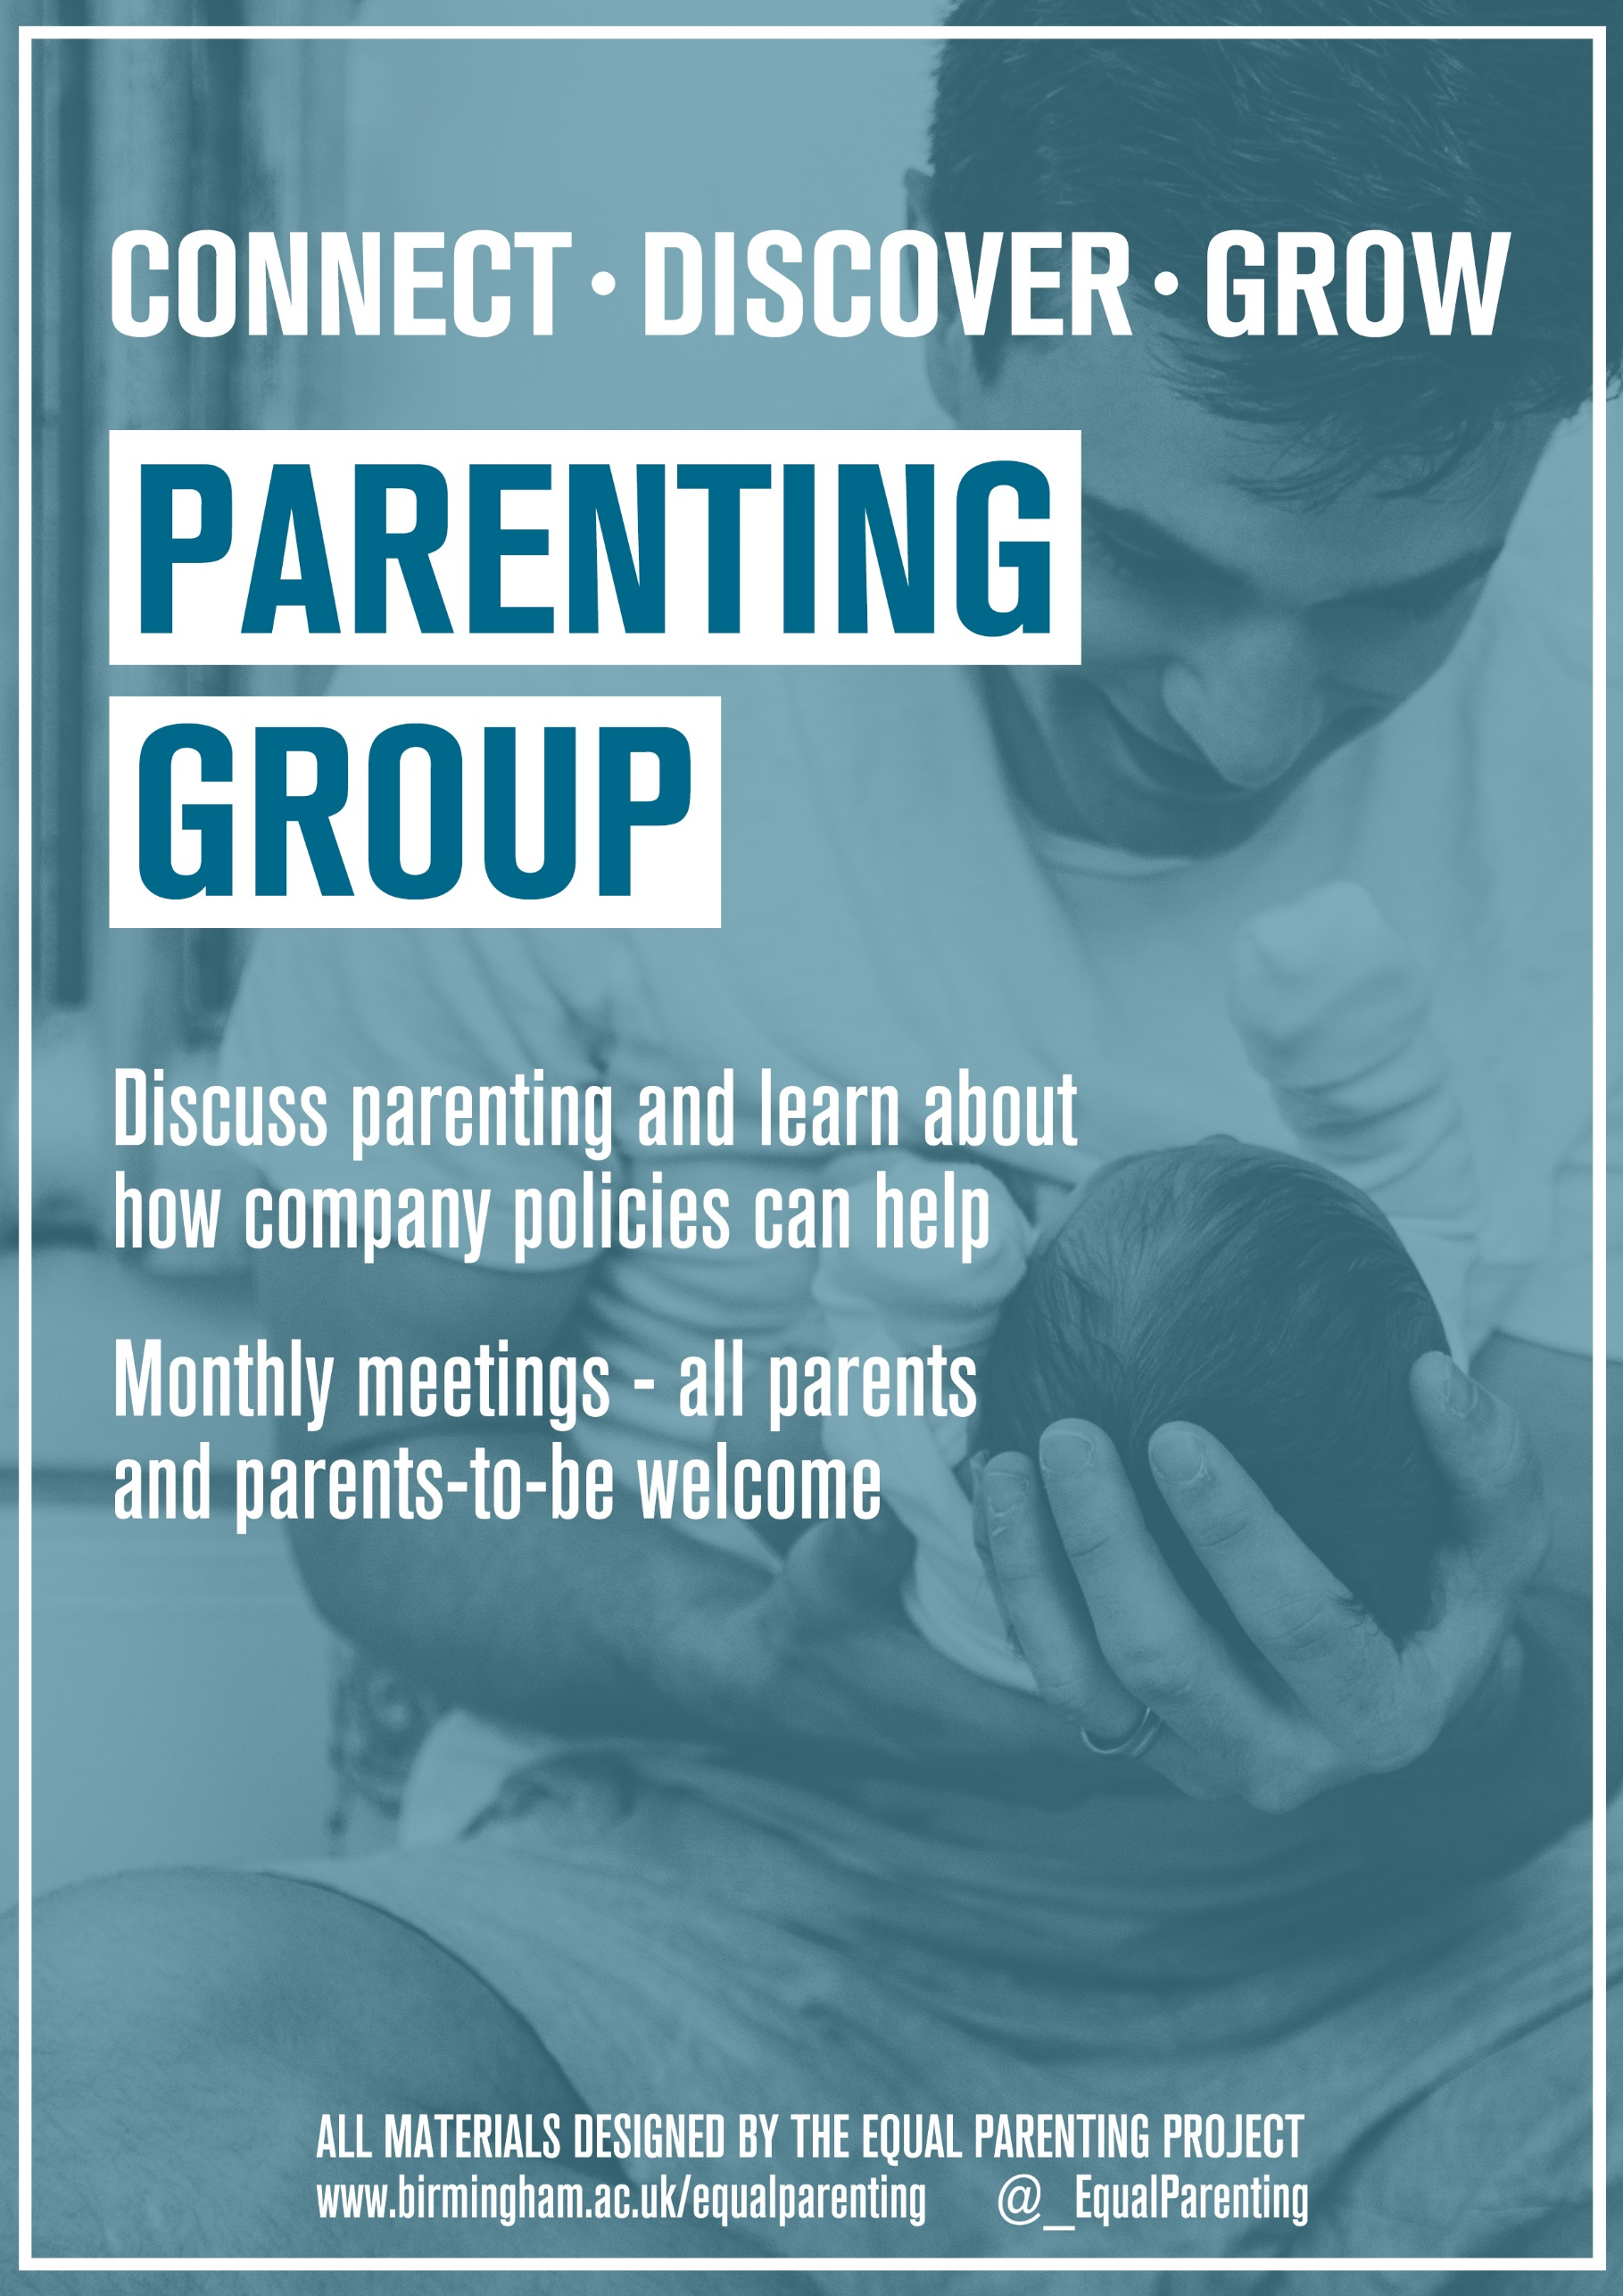 CONNECT • DISCOVER • GROW
PARENTING
GROUP
Discuss parenting and learn about
how company policies can help
Monthly meetings - all parents
and parents-to-be welcome
ALL MATERIALS DESIGNED BY THE EQUAL PARENTING PROJECT
www.birmingham.ac.uk/equalparenting @_EqualParenting